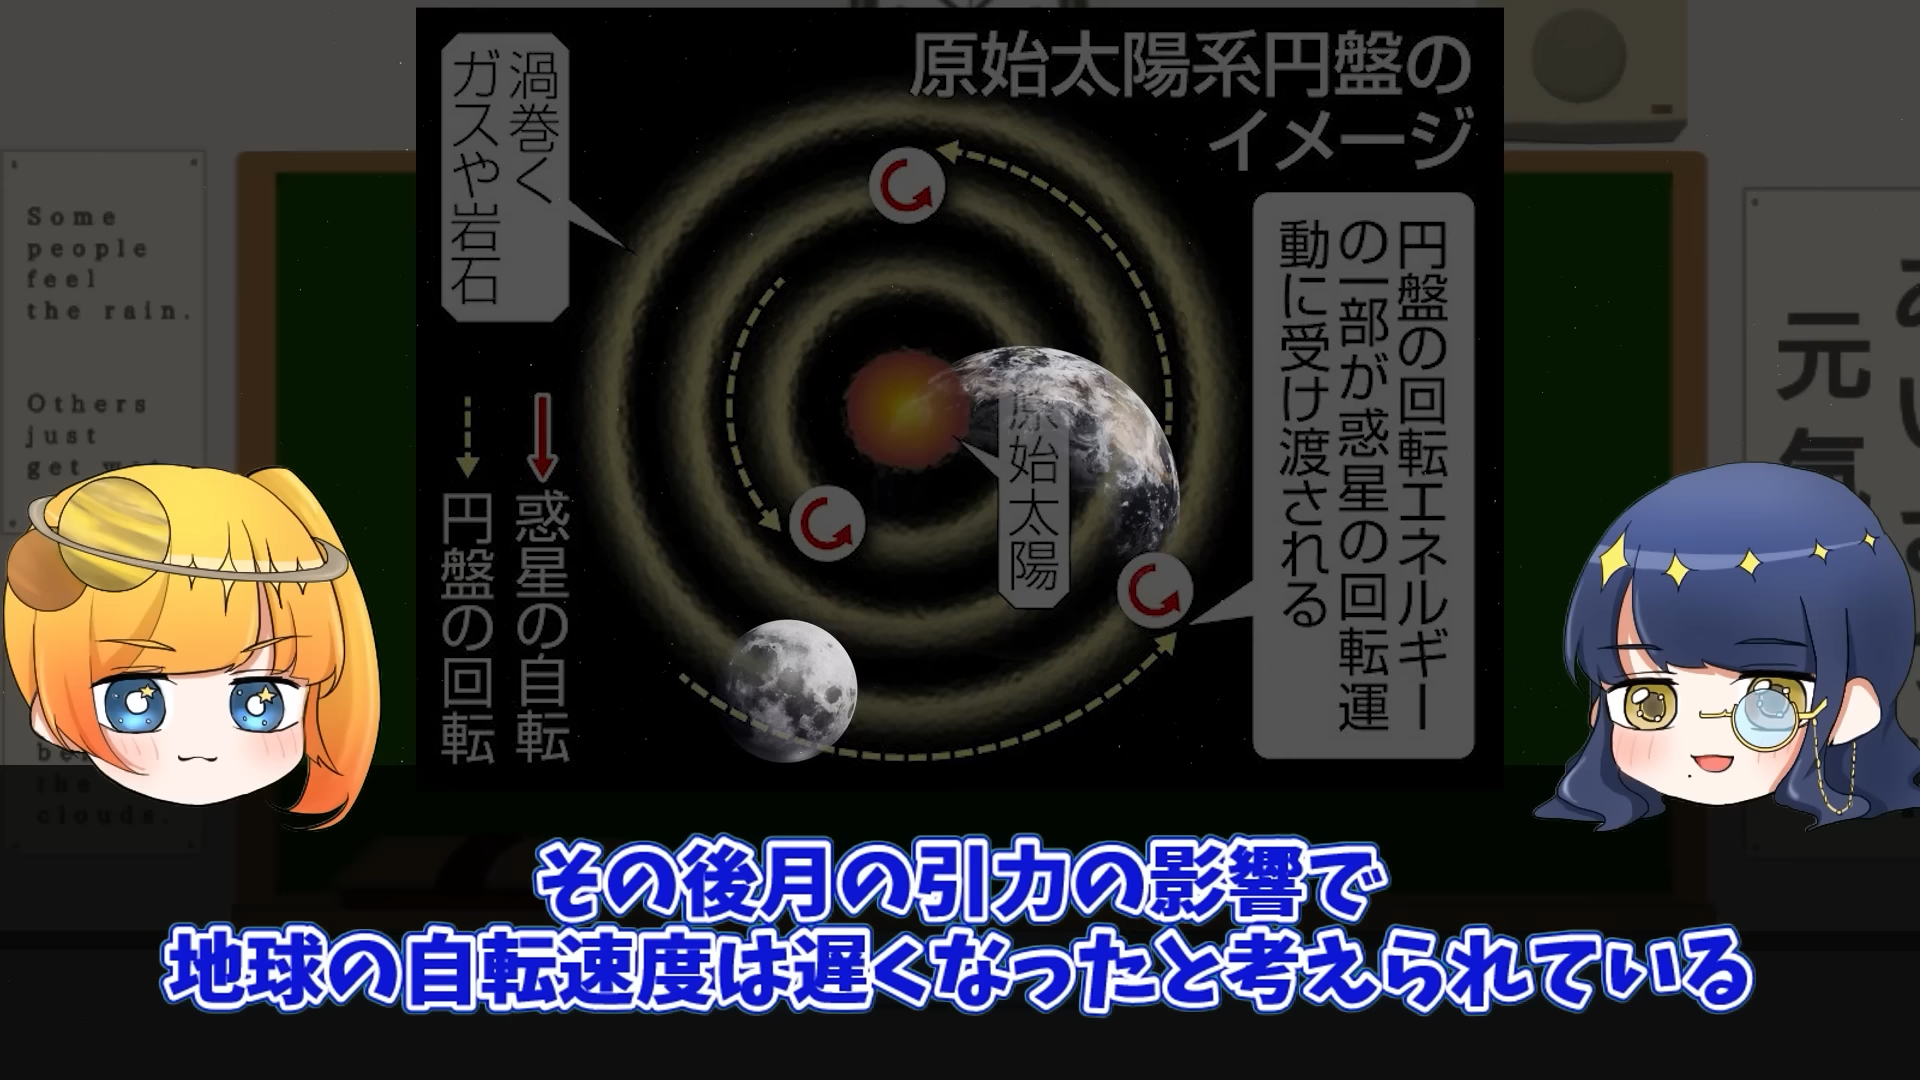 原始太陽系円盤の
イメージ
渦巻く
ガスや岩石
円盤の回転エネルギー
の一部が惑星の回転運
動に受け渡される
原始太陽
惑星の自転
円盤の回転
Some
people
feel
the rain.
Others
just
get
the
clouds.
元気
その後月の引力の影響で
地球の自転速度は遅くなったと考えられている